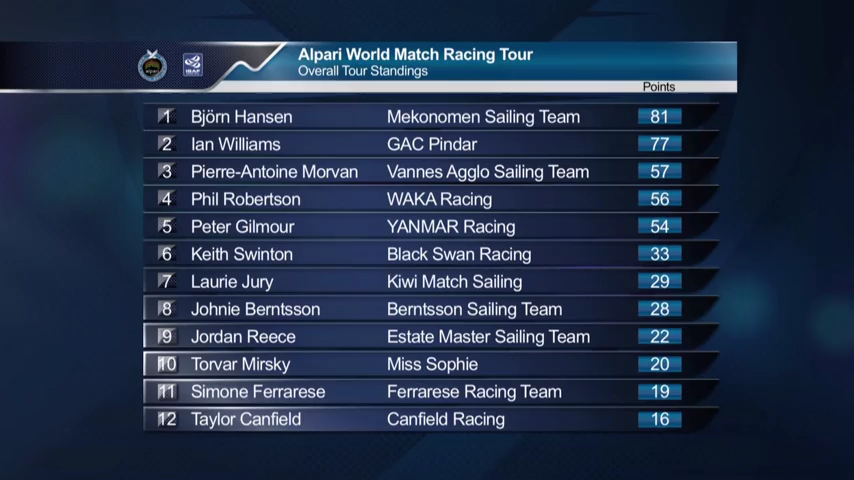 Alpari World Match Racing Tour
Overall Tour Standings
Points
1 Björn Hansen Mekonomen Sailing Team 81
2 Ian Williams GAC Pindar 77
3 Pierre-Antoine Morvan Vannes Agglo Sailing Team 57
4 Phil Robertson WAKA Racing 56
5 Peter Gilmour YANMAR Racing 54
6 Keith Swinton Black Swan Racing 33
7 Laurie Jury Kiwi Match Sailing 29
8 Johnie Berntsson Berntsson Sailing Team 28
9 Jordan Reece Estate Master Sailing Team 22
10 Torvar Mirsky Miss Sophie 20
11 Simone Ferrarese Ferrarese Racing Team 19
12 Taylor Canfield Canfield Racing 16
alpari
ISAF